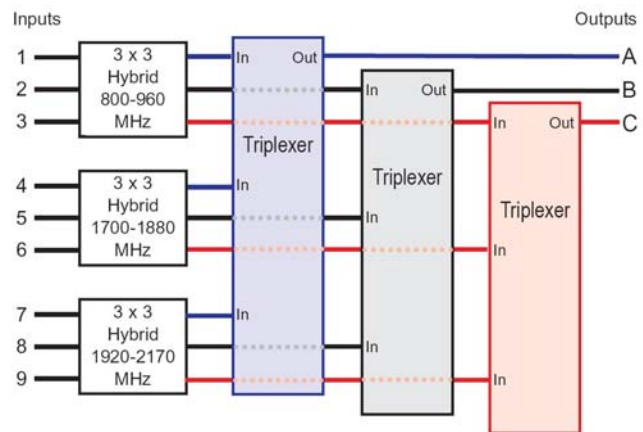 Inputs
Outputs
1
3 x 3
Hybrid
800-960
MHz
In
Out
A
2
In
Out
B
3
In
Out
C
Triplexer
Triplexer
Triplexer
4
3 x 3
Hybrid
1700-1880
MHz
In
5
In
6
In
7
3 x 3
Hybrid
1920-2170
MHz
In
8
In
9
In